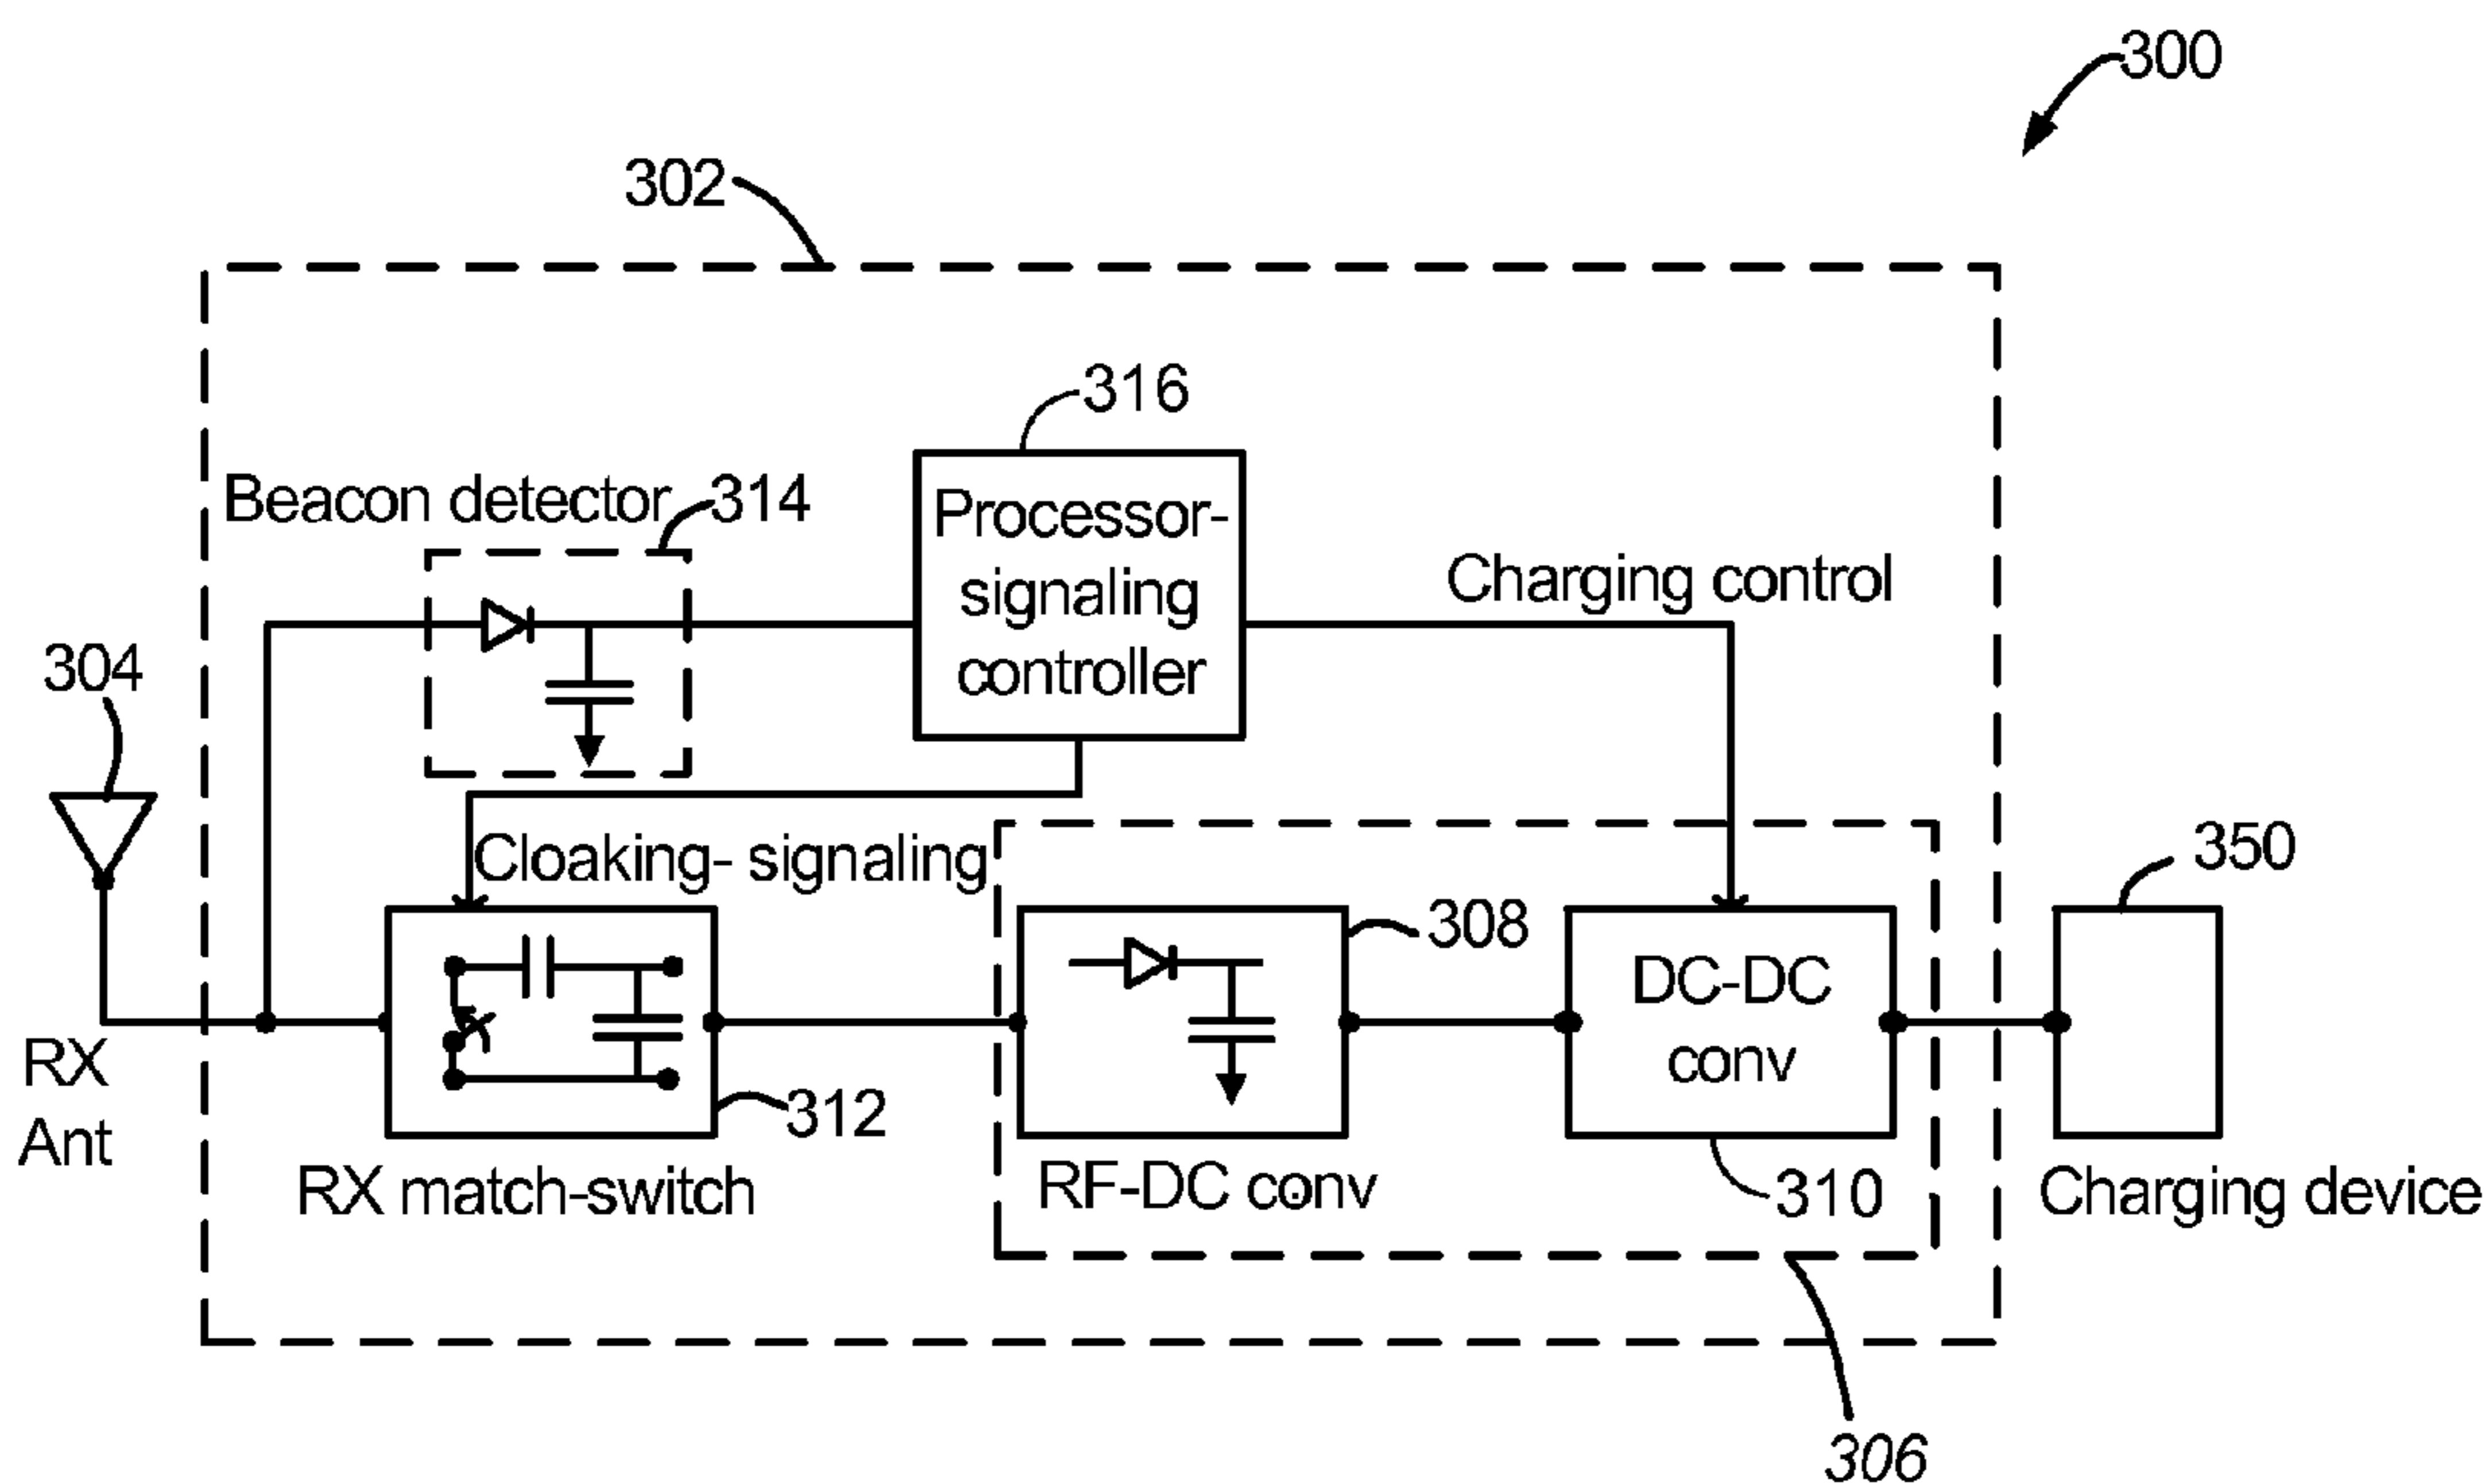 300
302
316
Beacon detector
314
Processor-
signaling
controller
Charging control
304
Cloaking- signaling
350
308
DC-DC
conv
RX
Ant
312
RX match-switch
RF-DC conv
310
Charging device
306